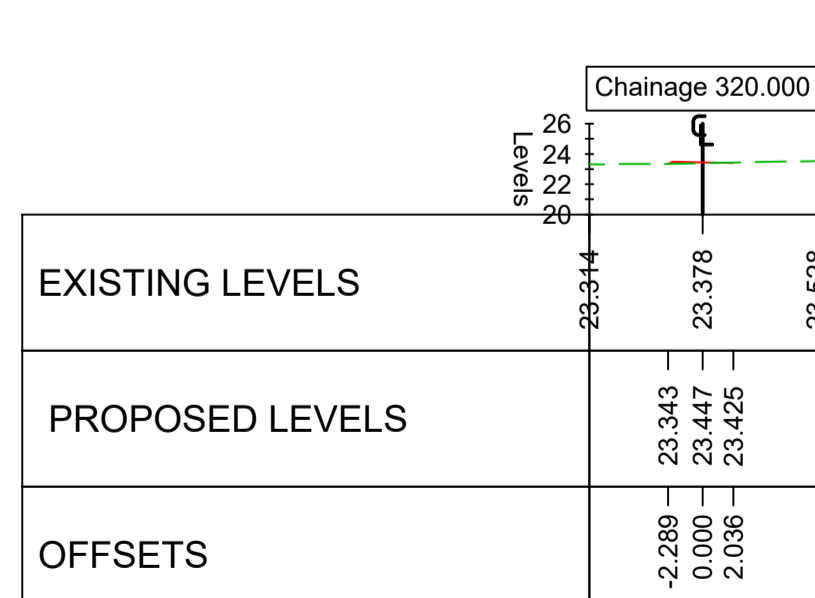 Chainage 320.000
℄
Levels
26
24
22
20
EXISTING LEVELS
23.314
23.378
PROPOSED LEVELS
23.343
23.447
23.425
OFFSETS
-2.289
0.000
2.036